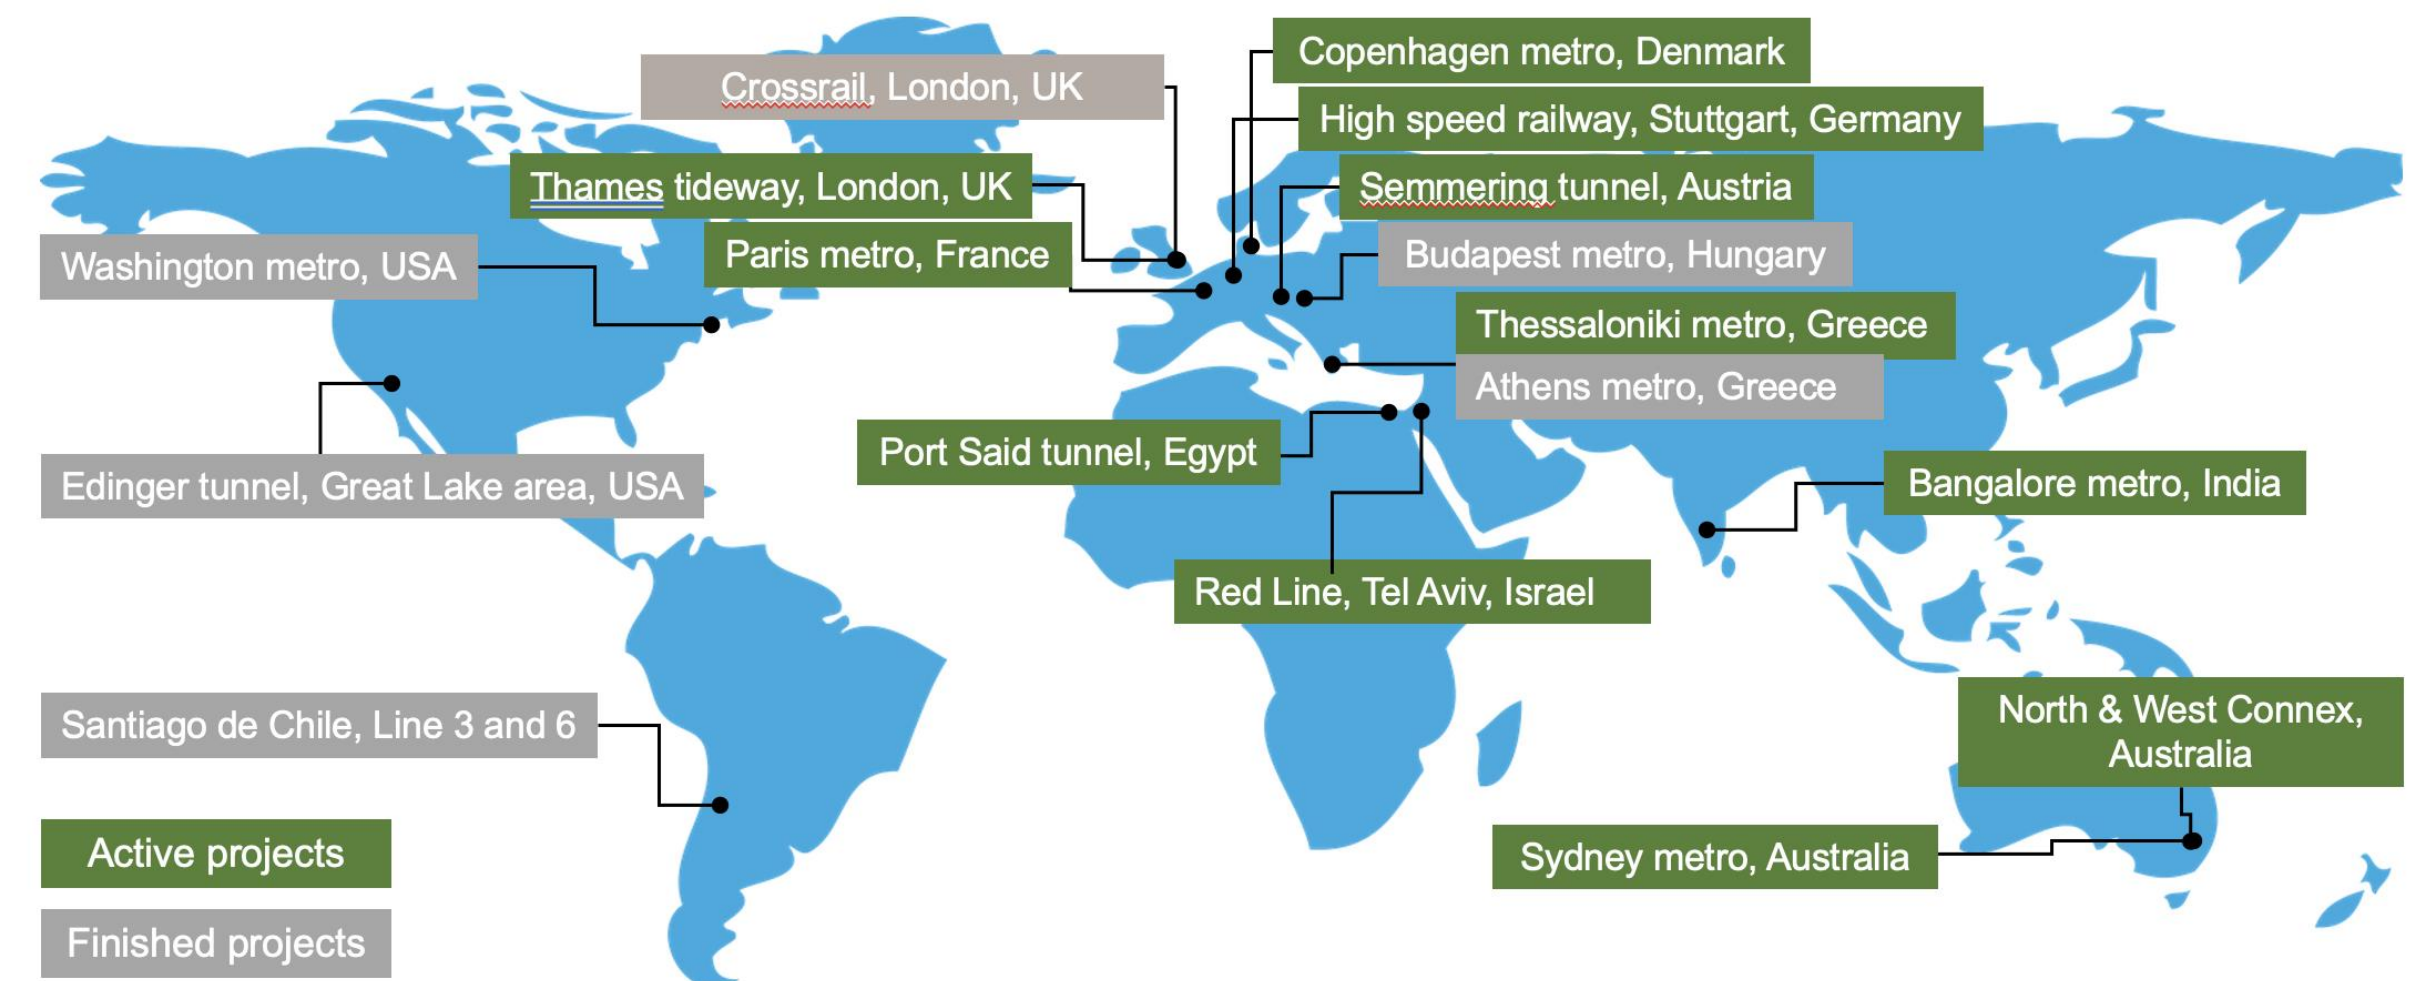 Copenhagen metro, Denmark
Crossrail, London, UK
High speed railway, Stuttgart, Germany
Thames tideway, London, UK
Semmering tunnel, Austria
Paris metro, France
Budapest metro, Hungary
Washington metro, USA
Thessaloniki metro, Greece
Athens metro, Greece
Port Said tunnel, Egypt
Edinger tunnel, Great Lake area, USA
Bangalore metro, India
Red Line, Tel Aviv, Israel
Santiago de Chile, Line 3 and 6
North & West Connex,
Australia
Sydney metro, Australia
Active projects
Finished projects